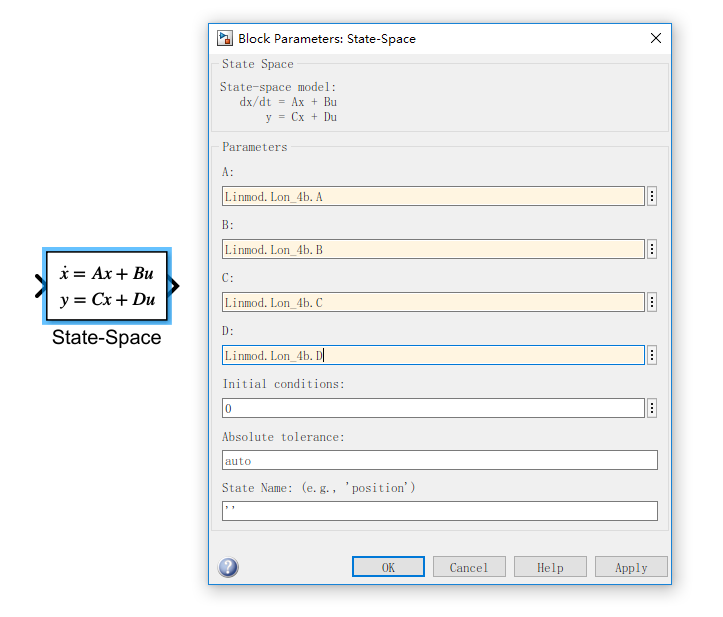 Block Parameters: State-Space
State Space
State-space model:
dx/dt = Ax + Bu
y = Cx + Du
Parameters
A:
Linmod.Lon_4b.A
B:
Linmod.Lon_4b.B
C:
Linmod.Lon_4b.C
D:
Linmod.Lon_4b.D
Initial conditions:
0
Absolute tolerance:
auto
State Name: (e.g., 'position')
''
OK Cancel Help Apply
ẋ = Ax + Bu
y = Cx + Du
State-Space